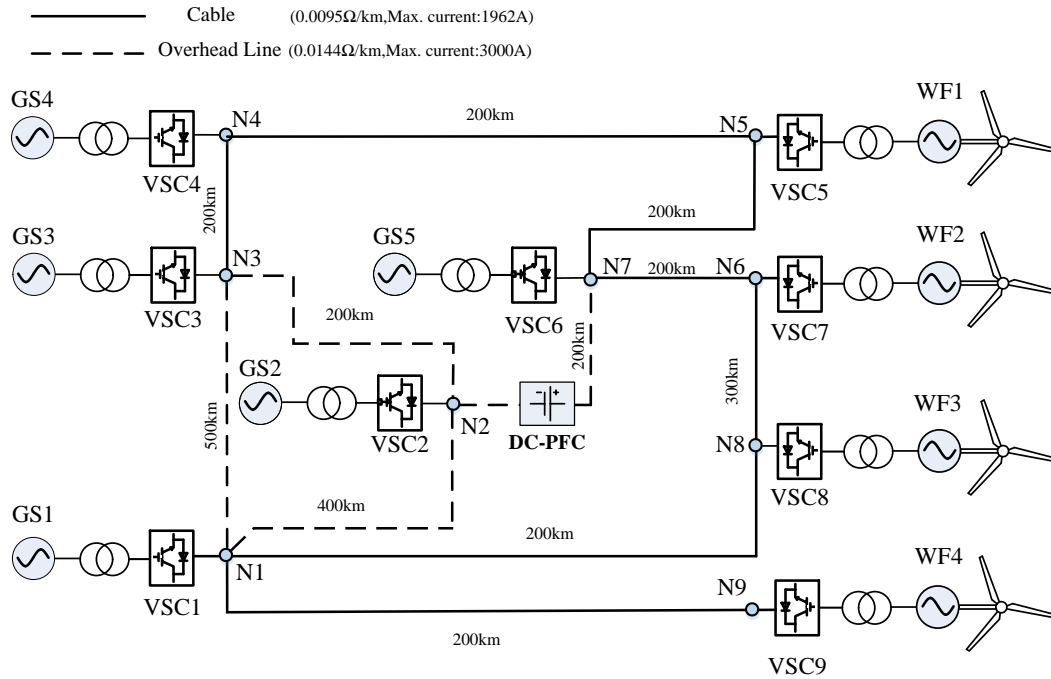 Cable (0.0095Ω/km,Max. current:1962A)
Overhead Line (0.0144Ω/km,Max. current:3000A)
GS4
N4
200km
N5
WF1
VSC4
VSC5
200km
200km
GS3
N3
GS5
N7
200km
N6
WF2
VSC3
VSC6
VSC7
200km
200km
GS2
N2
VSC2
DC-PFC
500km
300km
WF3
N8
VSC8
400km
GS1
200km
N1
VSC1
WF4
N9
200km
VSC9